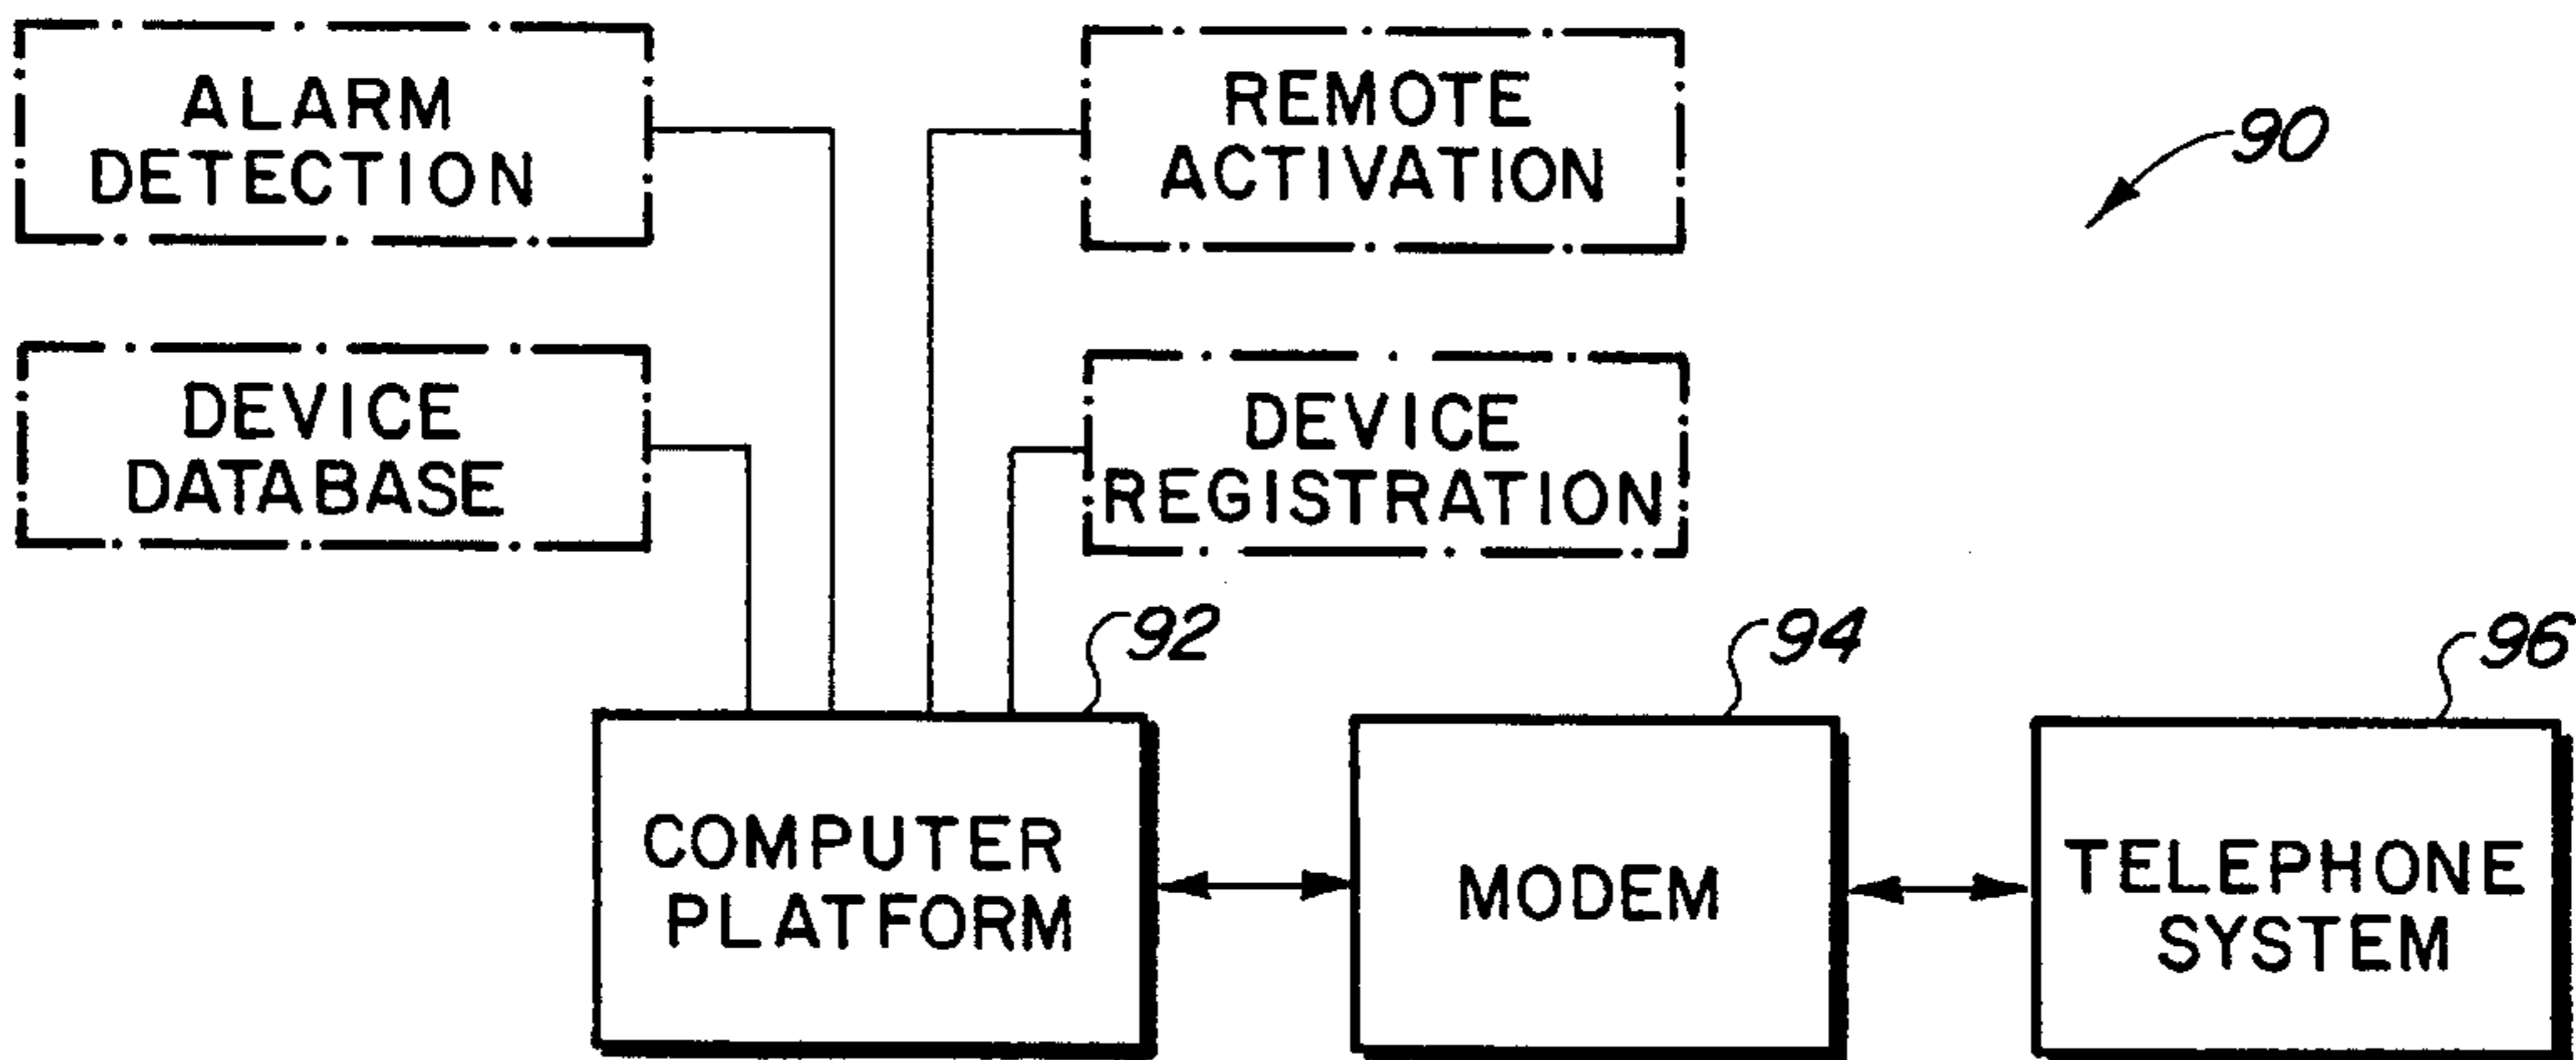 ALARM
DETECTION
REMOTE
ACTIVATION
90
DEVICE
DATABASE
DEVICE
REGISTRATION
92
94
96
COMPUTER
PLATFORM
MODEM
TELEPHONE
SYSTEM